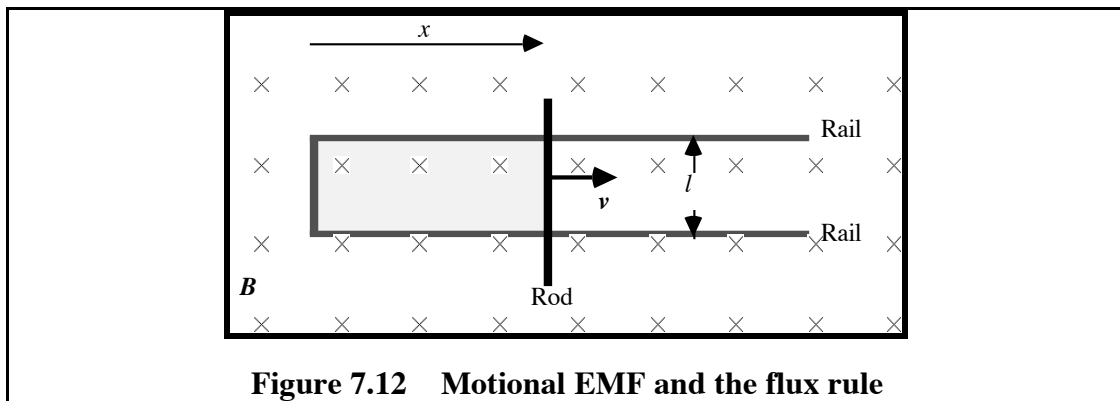 x
Rail
l
v
Rail
B
Rod
Figure 7.12 Motional EMF and the flux rule